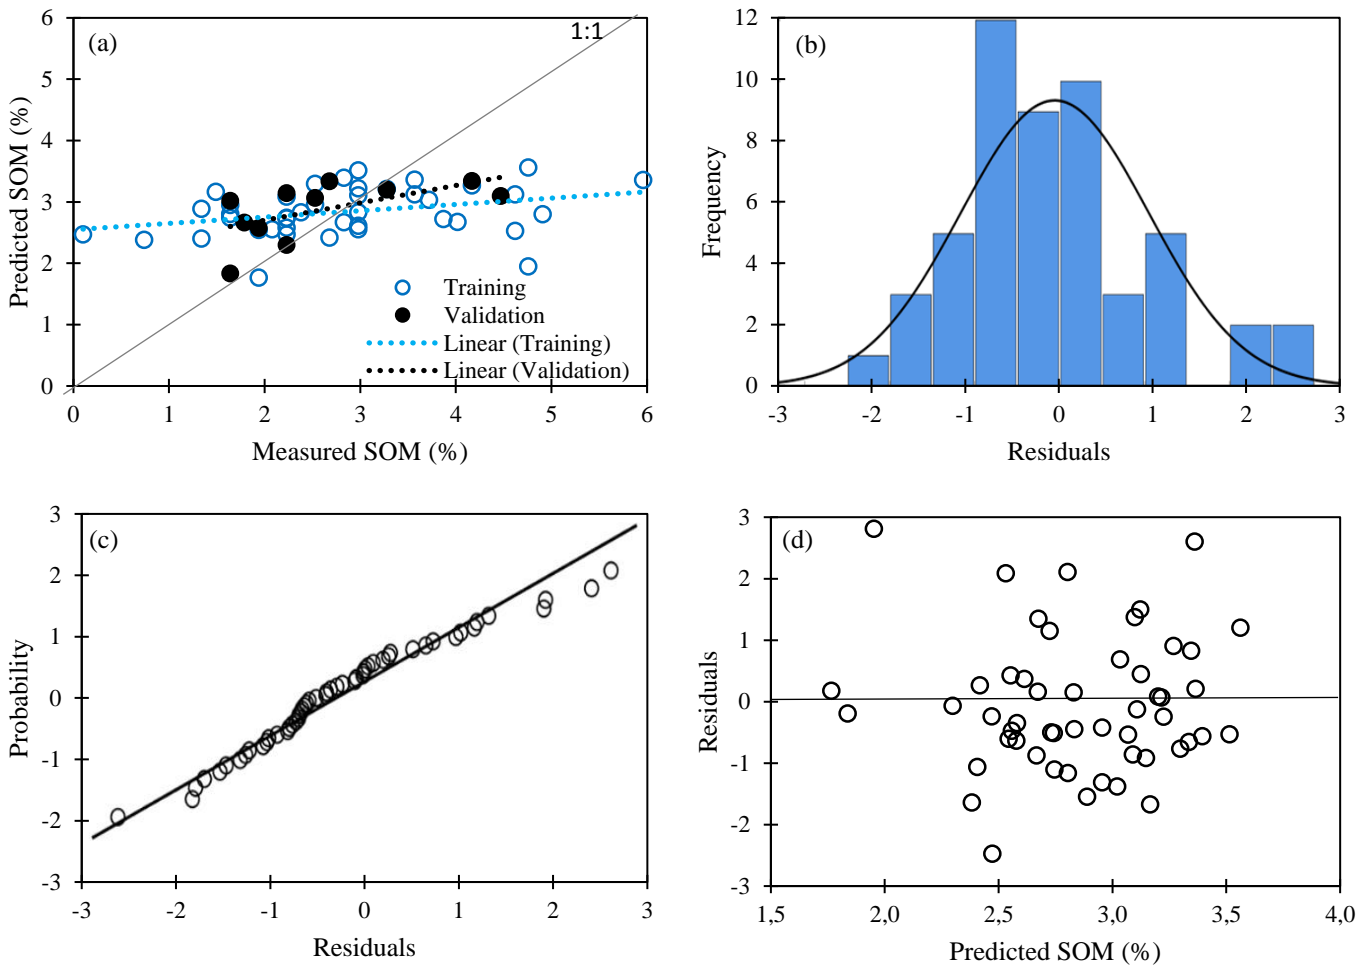 (a)
1:1
6
5
4
3
2
1
0
Predicted SOM (%)
Training
Validation
Linear (Training)
Linear (Validation)
0 1 2 3 4 5 6
Measured SOM (%)
(b)
12
10
8
6
4
2
0
Frequency
-3 -2 -1 0 1 2 3
Residuals
(c)
3
2
1
0
-1
-2
-3
Probability
-3 -2 -1 0 1 2 3
Residuals
(d)
3
2
1
0
-1
-2
-3
Residuals
1,5 2,0 2,5 3,0 3,5 4,0
Predicted SOM (%)